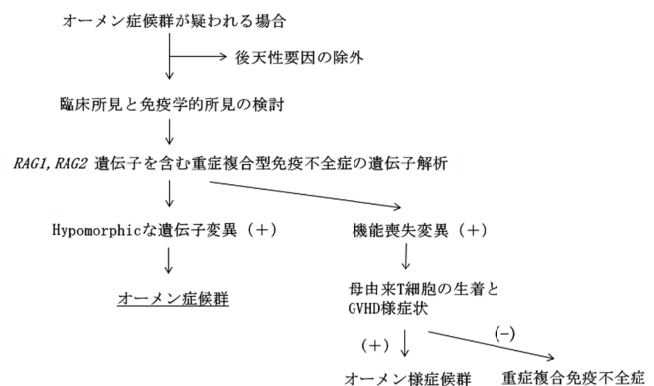 オーメン症候群が疑われる場合
後天性要因の除外
臨床所見と免疫学的所見の検討
RAG1,RAG2 遺伝子を含む重症複合型免疫不全症の遺伝子解析
Hypomorphicな遺伝子変異（＋）
機能喪失変異（＋）
オーメン症候群
母由来T細胞の生着と
GVHD様症状
（＋）
(−)
オーメン様症候群
重症複合免疫不全症